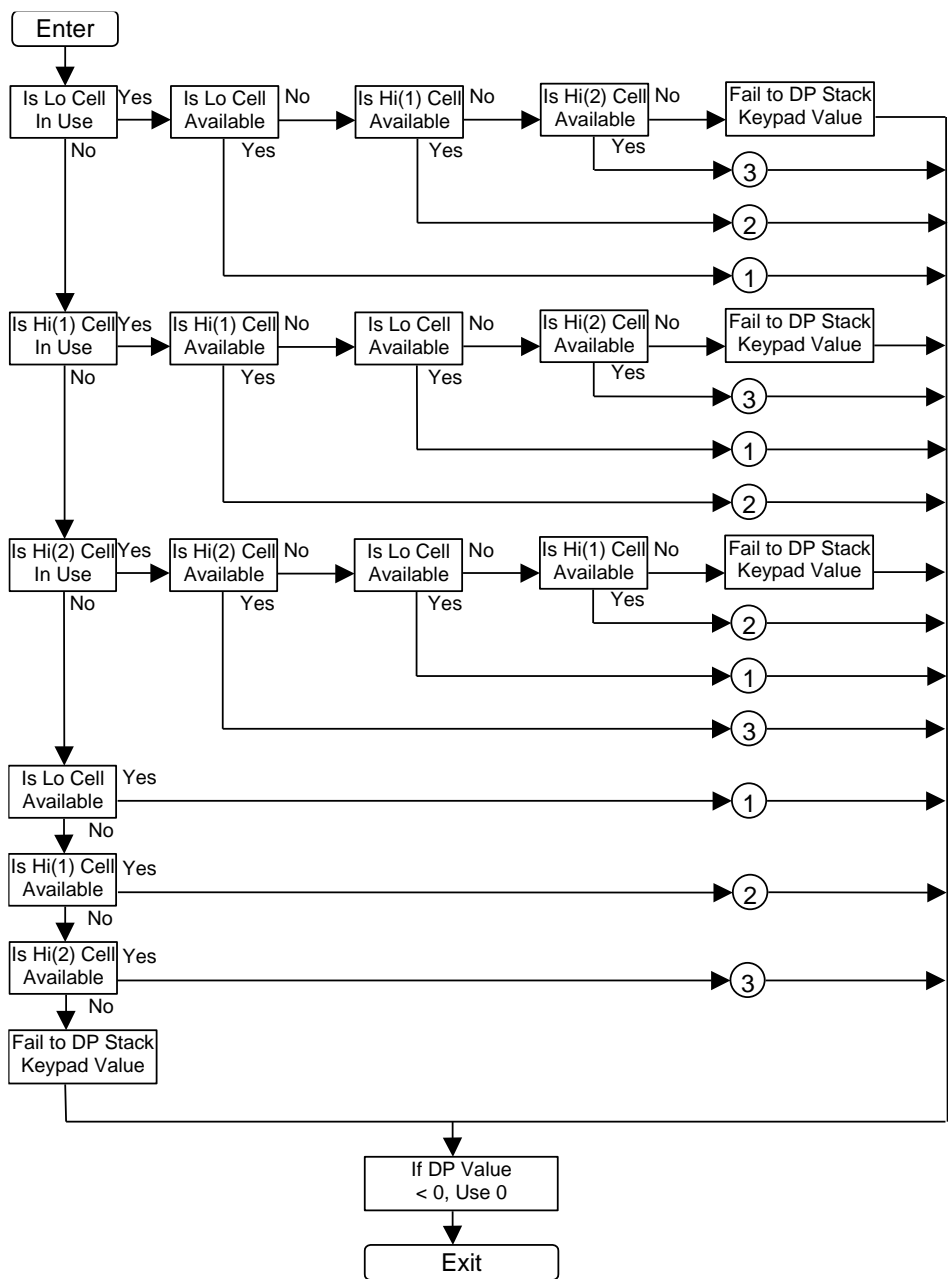 Enter
Is Lo Cell
In Use
Yes
Is Lo Cell
Available
No
Is Hi(1) Cell
Available
No
Is Hi(2) Cell
Available
No
Fail to DP Stack
Keypad Value
No
Yes
Yes
Yes
3
2
1
Is Hi(1) Cell
In Use
Yes
Is Hi(1) Cell
Available
No
Is Lo Cell
Available
No
Is Hi(2) Cell
Available
No
Fail to DP Stack
Keypad Value
No
Yes
Yes
Yes
3
1
2
Is Hi(2) Cell
In Use
Yes
Is Hi(2) Cell
Available
No
Is Lo Cell
Available
No
Is Hi(1) Cell
Available
No
Fail to DP Stack
Keypad Value
No
Yes
Yes
Yes
2
1
3
Is Lo Cell
Available
Yes
1
No
Is Hi(1) Cell
Available
Yes
2
No
Is Hi(2) Cell
Available
Yes
3
No
Fail to DP Stack
Keypad Value
If DP Value
< 0, Use 0
Exit